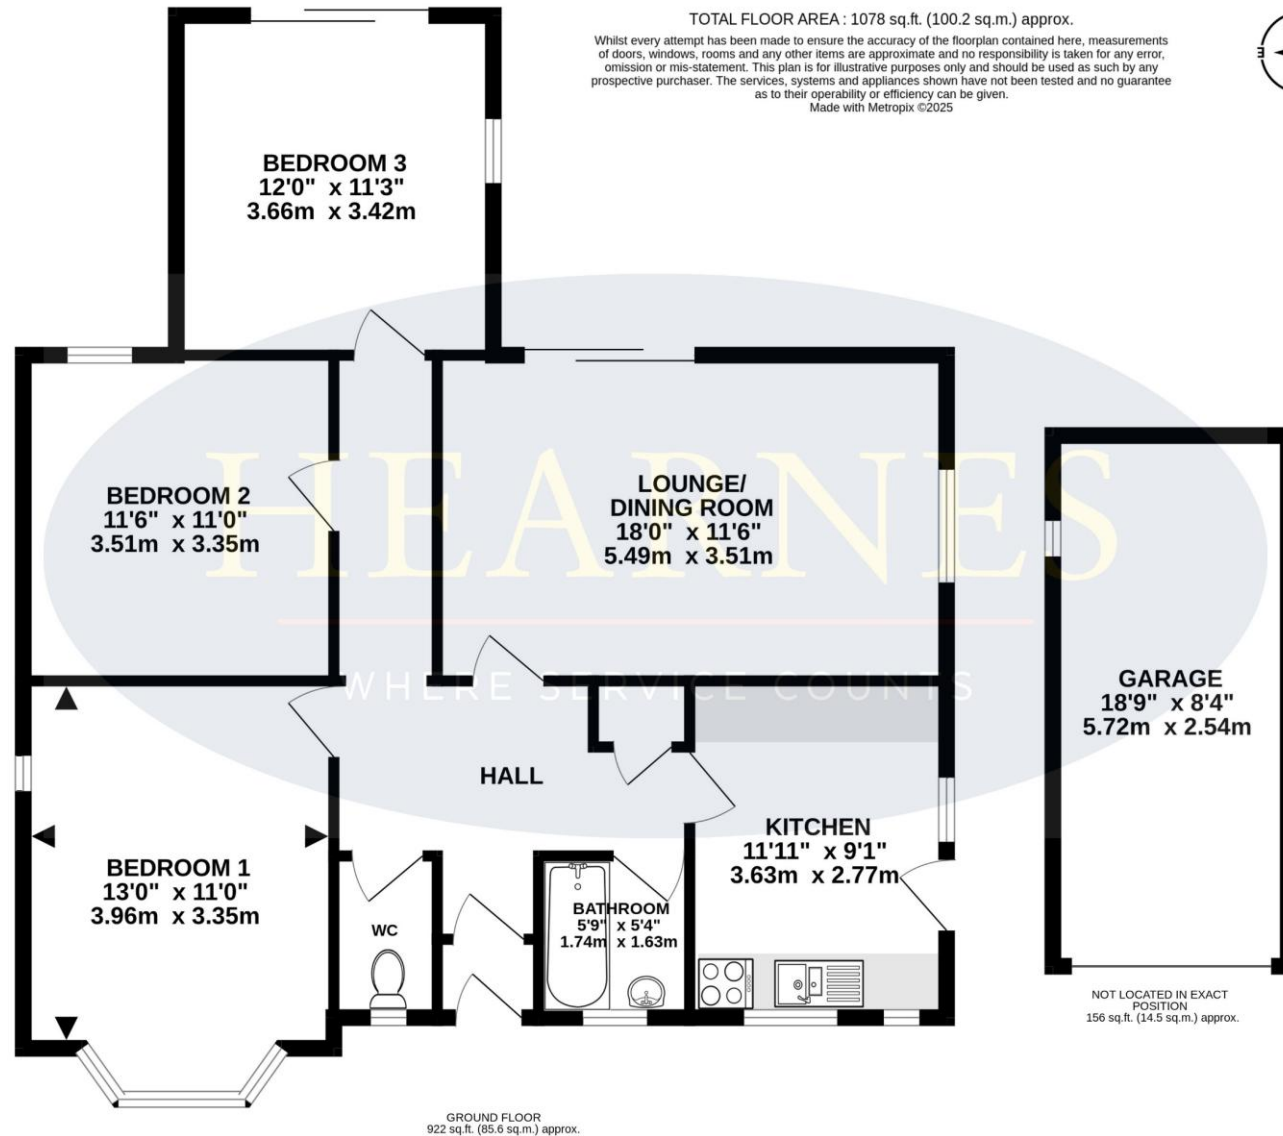 TOTAL FLOOR AREA : 1078 sq.ft. (100.2 sq.m.) approx.
Whilst every attempt has been made to ensure the accuracy of the floorplan contained here, measurements
of doors, windows, rooms and any other items are approximate and no responsibility is taken for any error,
omission or mis-statement. This plan is for illustrative purposes only and should be used as such by any
prospective purchaser. The services, systems and appliances shown have not been tested and no guarantee
as to their operability or efficiency can be given.
Made with Metropix ©2025
E
BEDROOM 3
12'0" x 11'3"
3.66m x 3.42m
BEDROOM 2
11'6" x 11'0"
3.51m x 3.35m
LOUNGE/
DINING ROOM
18'0" x 11'6"
5.49m x 3.51m
HEARNES
WHERE SERVICE COUNTS
GARAGE
18'9" x 8'4"
5.72m x 2.54m
HALL
KITCHEN
11'11" x 9'1"
3.63m x 2.77m
BEDROOM 1
13'0" x 11'0"
3.96m x 3.35m
WC
BATHROOM
5'9" x 5'4"
1.74m x 1.63m
NOT LOCATED IN EXACT
POSITION
156 sq.ft. (14.5 sq.m.) approx.
GROUND FLOOR
922 sq.ft. (85.6 sq.m.) approx.